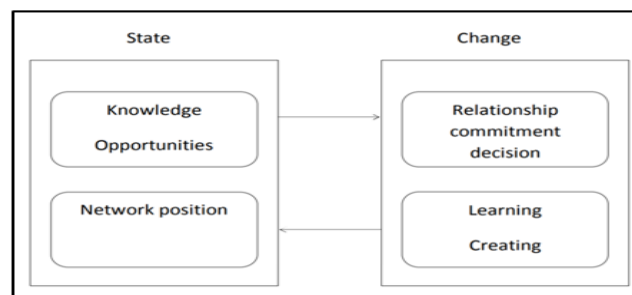 State
Change
Knowledge
Opportunities
Relationship
commitment
decision
Network position
Learning
Creating